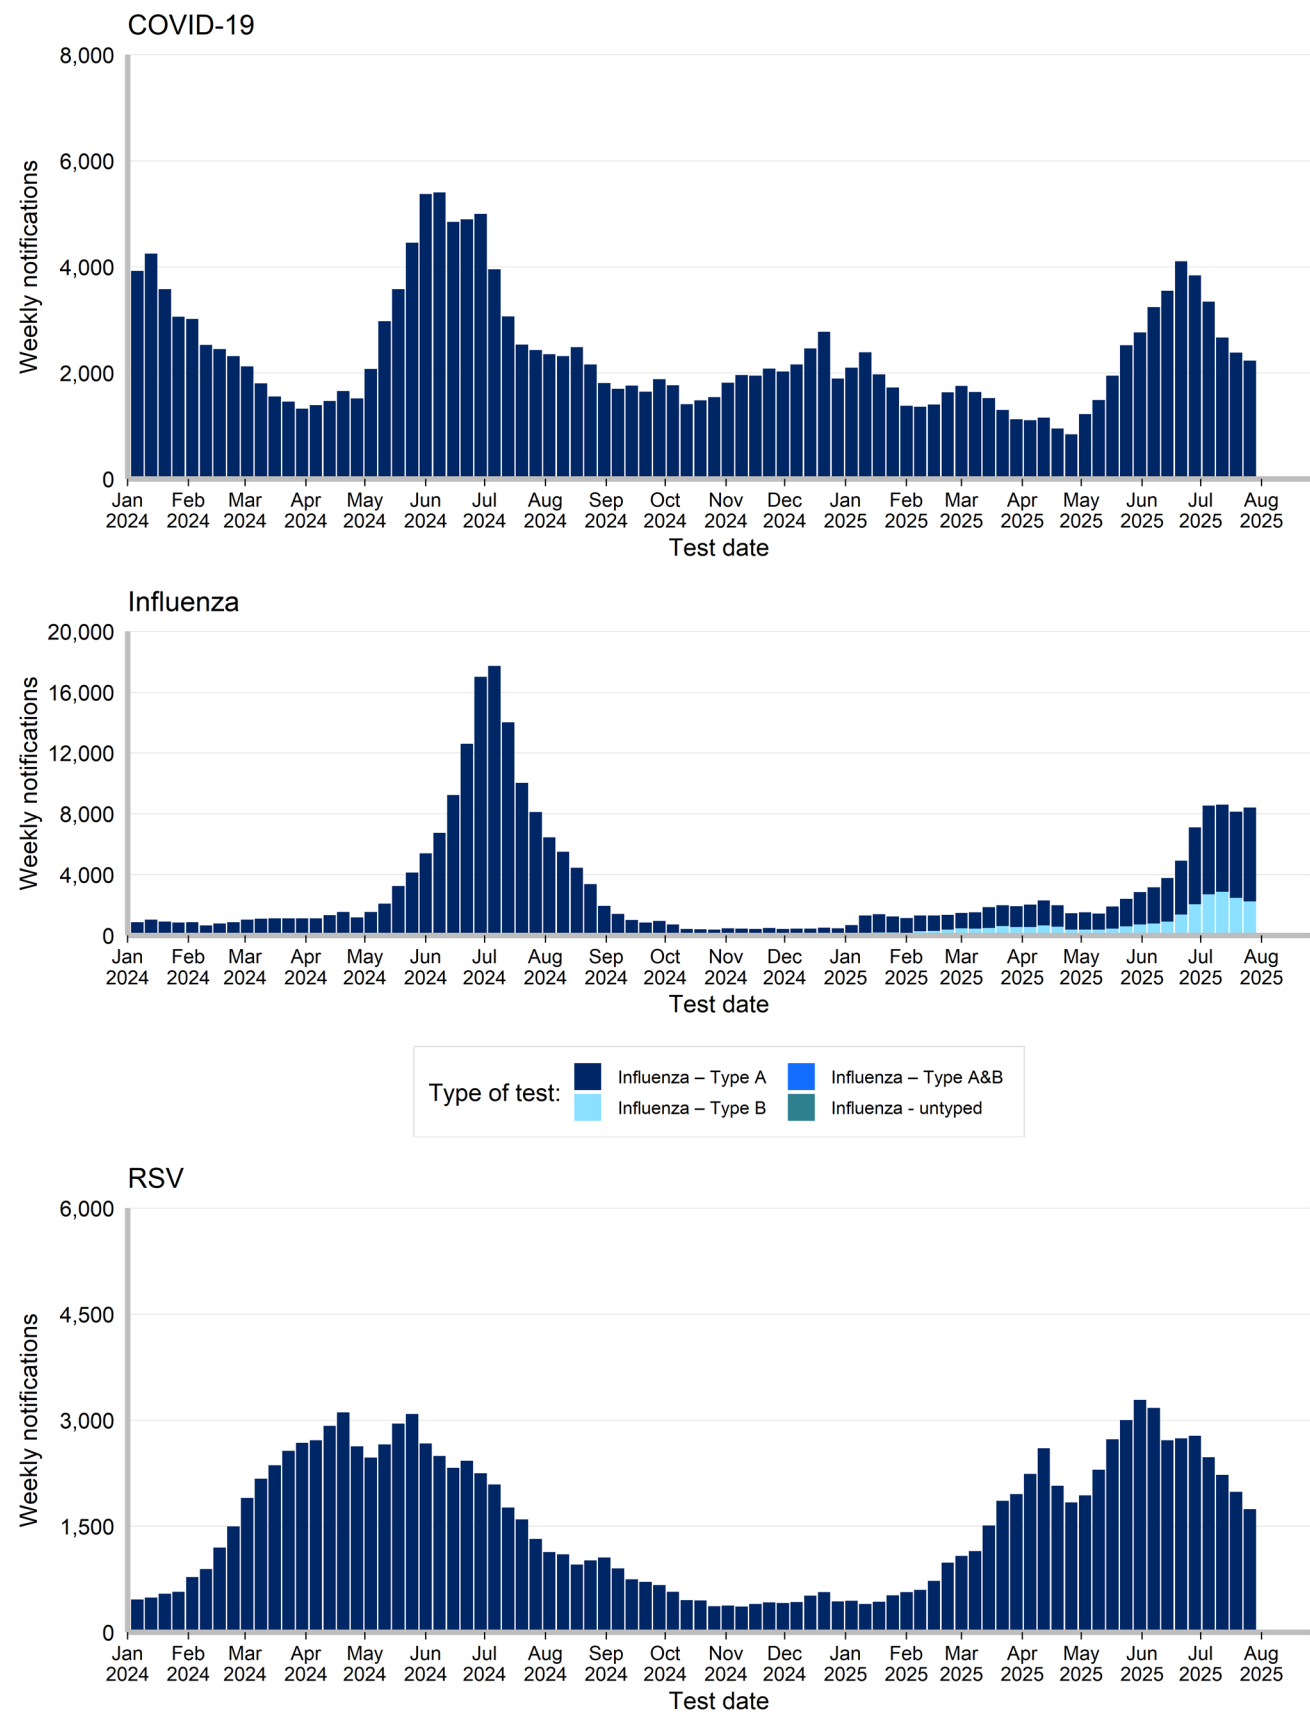 COVID-19
8,000
6,000
4,000
2,000
0
Weekly notifications
Jan Feb Mar Apr May Jun Jul Aug Sep Oct Nov Dec Jan Feb Mar Apr May Jun Jul Aug
2024 2024 2024 2024 2024 2024 2024 2024 2024 2024 2024 2024 2025 2025 2025 2025 2025 2025 2025 2025
Test date
Influenza
20,000
16,000
12,000
8,000
4,000
0
Weekly notifications
Jan Feb Mar Apr May Jun Jul Aug Sep Oct Nov Dec Jan Feb Mar Apr May Jun Jul Aug
2024 2024 2024 2024 2024 2024 2024 2024 2024 2024 2024 2024 2025 2025 2025 2025 2025 2025 2025 2025
Test date
Type of test:
Influenza – Type A
Influenza – Type A&B
Influenza – Type B
Influenza - untyped
RSV
6,000
4,500
3,000
1,500
0
Weekly notifications
Jan Feb Mar Apr May Jun Jul Aug Sep Oct Nov Dec Jan Feb Mar Apr May Jun Jul Aug
2024 2024 2024 2024 2024 2024 2024 2024 2024 2024 2024 2024 2025 2025 2025 2025 2025 2025 2025 2025
Test date